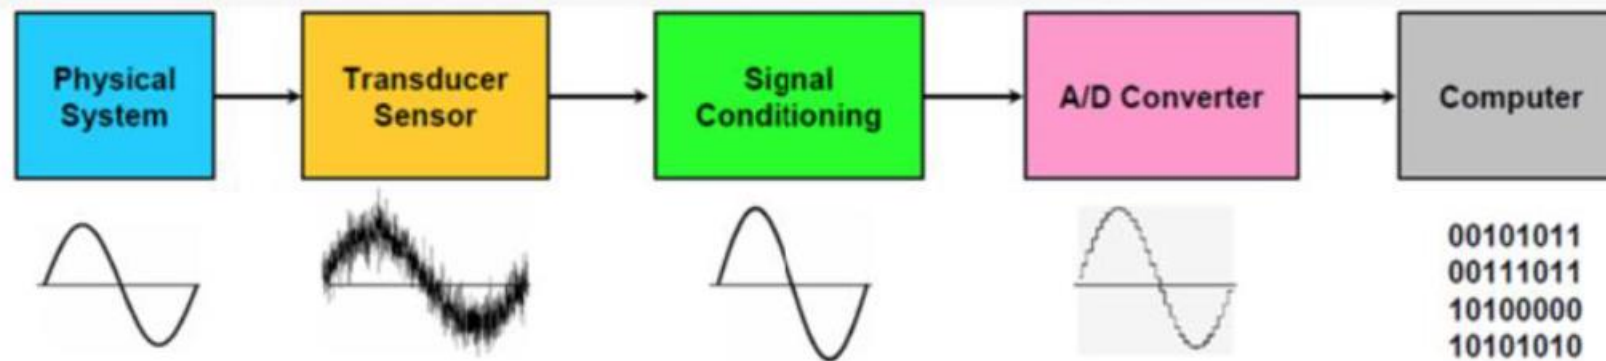 Physical
System
Transducer
Sensor
Signal
Conditioning
A/D Converter
Computer
00101011
00111011
10100000
10101010